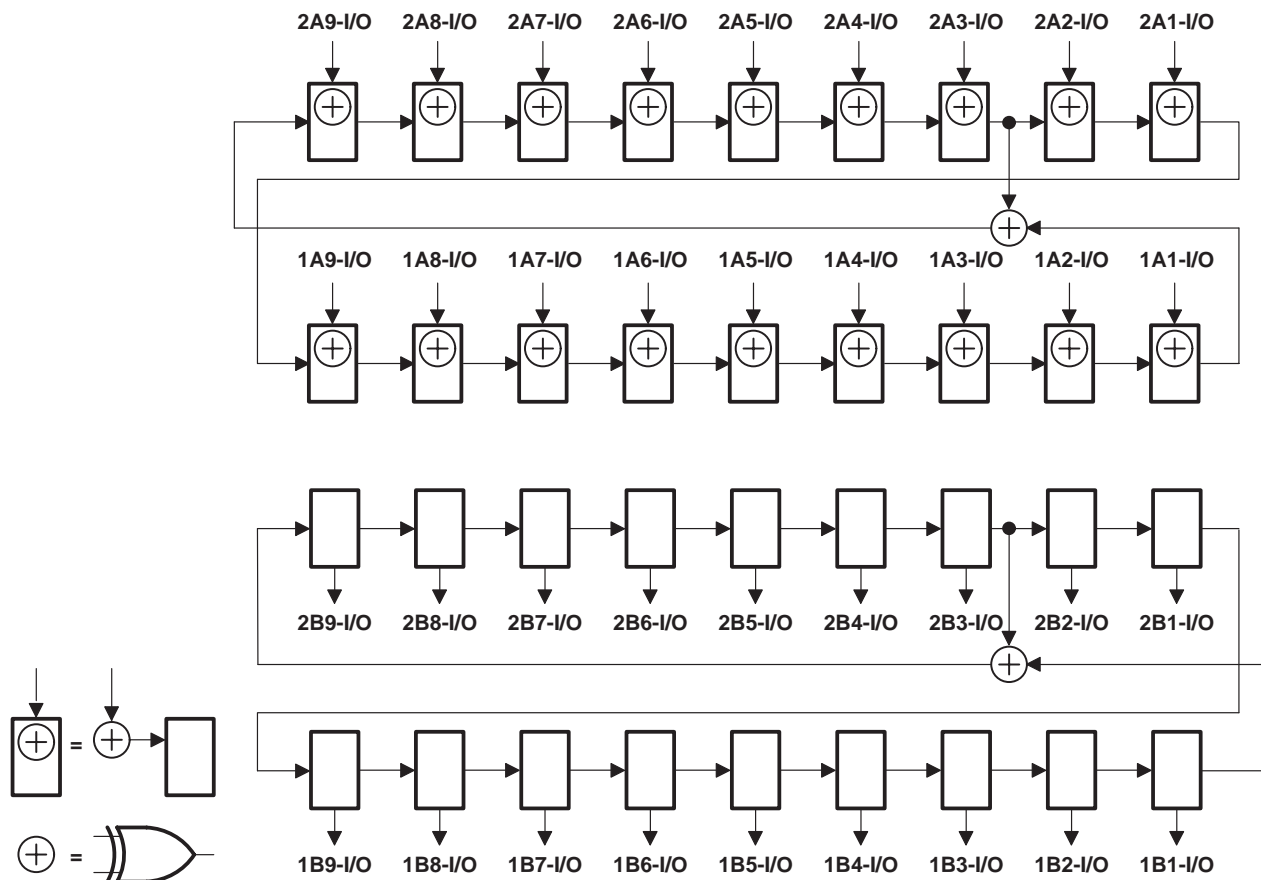 2A9-I/O 2A8-I/O 2A7-I/O 2A6-I/O 2A5-I/O 2A4-I/O 2A3-I/O 2A2-I/O 2A1-I/O
1A9-I/O 1A8-I/O 1A7-I/O 1A6-I/O 1A5-I/O 1A4-I/O 1A3-I/O 1A2-I/O 1A1-I/O
2B9-I/O 2B8-I/O 2B7-I/O 2B6-I/O 2B5-I/O 2B4-I/O 2B3-I/O 2B2-I/O 2B1-I/O
=
=
1B9-I/O 1B8-I/O 1B7-I/O 1B6-I/O 1B5-I/O 1B4-I/O 1B3-I/O 1B2-I/O 1B1-I/O